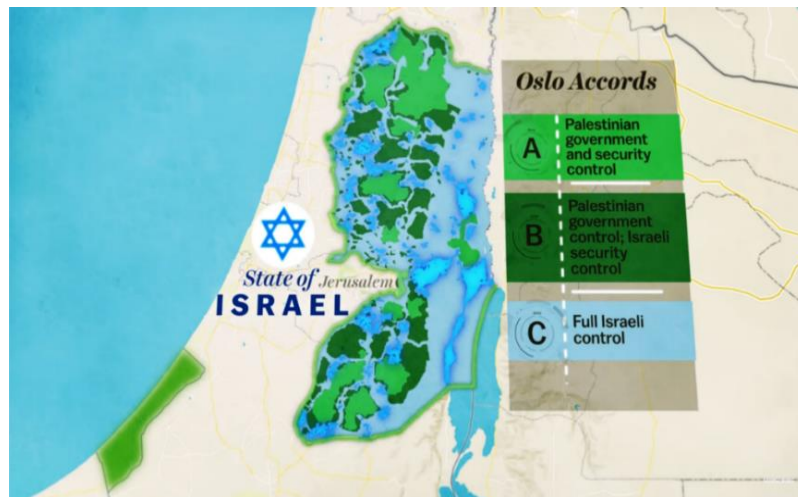 Oslo Accords
A
Palestinian
government
and security
control
B
Palestinian
government
control; Israeli
security
control
C
Full Israeli
control
State of
Jerusalem
ISRAEL